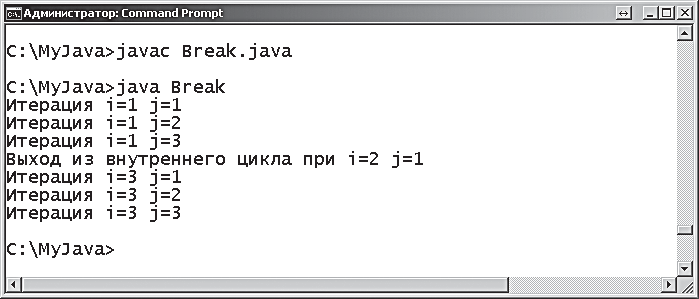 Администратор: Command Prompt
C:\MyJava>javac Break.java
C:\MyJava>java Break
Итерация i=1 j=1
Итерация i=1 j=2
Итерация i=1 j=3
Выход из внутреннего цикла при i=2 j=1
Итерация i=3 j=1
Итерация i=3 j=2
Итерация i=3 j=3
C:\MyJava>